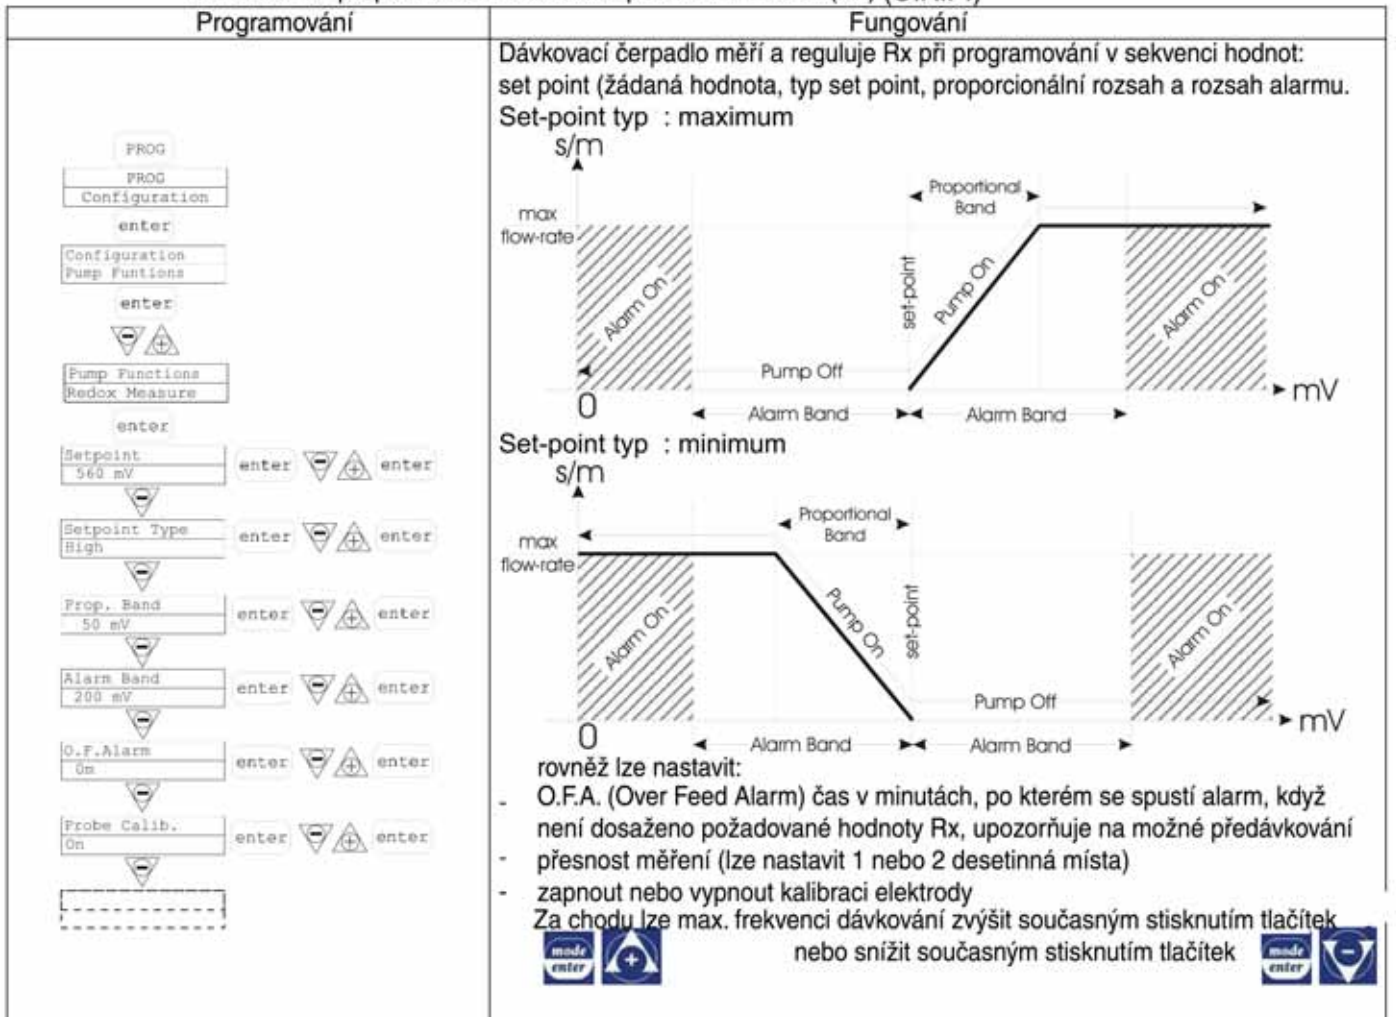 Programování
Fungování
PROG
PROG
Configuration
enter
Configuration
Pump Funtions
enter
Pump Functions
Redox Measure
enter
Setpoint
560 mV
enter
enter
Setpoint Type
High
enter
enter
Prop. Band
50 mV
enter
enter
Alarm Band
200 mV
enter
enter
O.F.Alarm
0m
enter
enter
Probe Calib.
On
enter
enter
Dávkovací čerpadlo měří a reguluje Rx při programování v sekvenci hodnot:
set point (žádaná hodnota, typ set point, proporcionální rozsah a rozsah alarmu.
Set-point typ : maximum
s/m
max
flow-rate
Alarm On
Pump Off
set-point
Pump On
Proportional
Band
Alarm On
0
Alarm Band
Alarm Band
mV
Set-point typ : minimum
s/m
max
flow-rate
Alarm On
Proportional
Band
Pump On
set-point
Pump Off
Alarm On
0
Alarm Band
Alarm Band
mV
rovněž lze nastavit:
- O.F.A. (Over Feed Alarm) čas v minutách, po kterém se spustí alarm, když
není dosaženo požadované hodnoty Rx, upozorňuje na možné předávkování
- přesnost měření (lze nastavit 1 nebo 2 desetinná místa)
- zapnout nebo vypnout kalibraci elektrody
Za chodu lze max. frekvenci dávkování zvýšit současným stisknutím tlačítek
mode
enter
nebo snížit současným stisknutím tlačítek
mode
enter